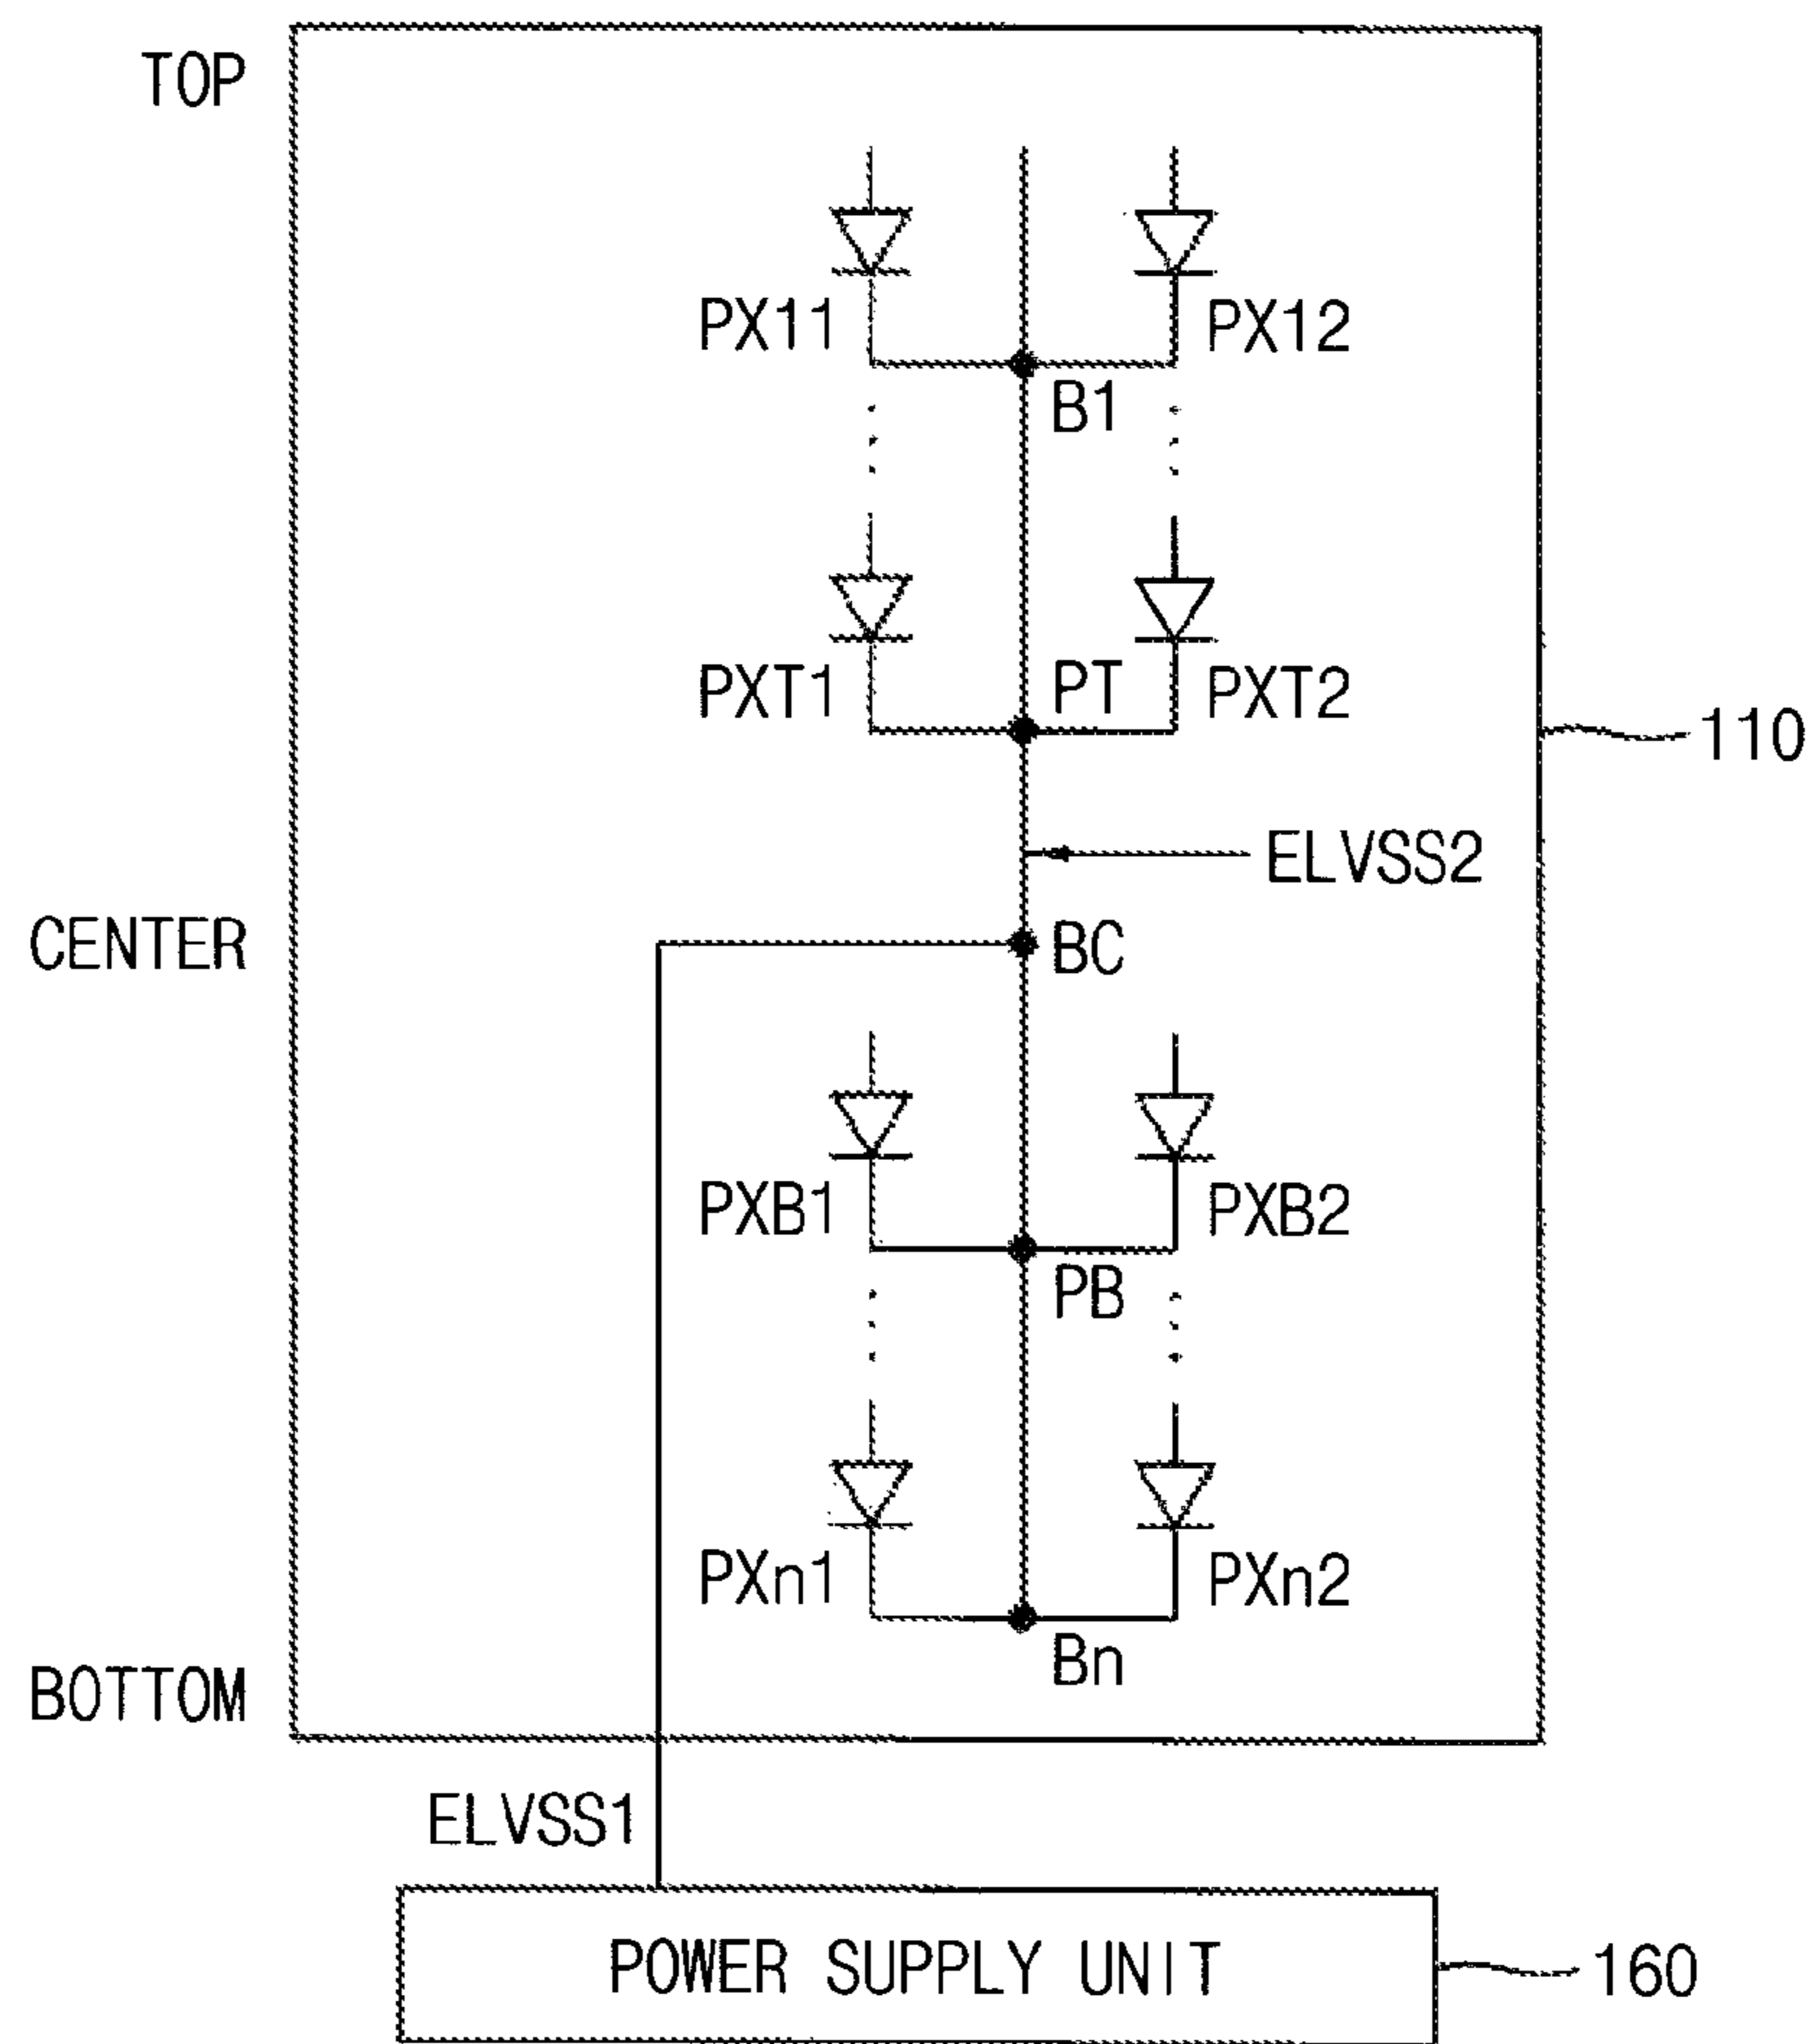 TOP
PX11
PX12
B1
PXT1
PT
PXT2
110
ELVSS2
CENTER
BC
PXB1
PXB2
PB
PXn1
PXn2
Bn
BOTTOM
ELVSS1
POWER SUPPLY UNIT
160